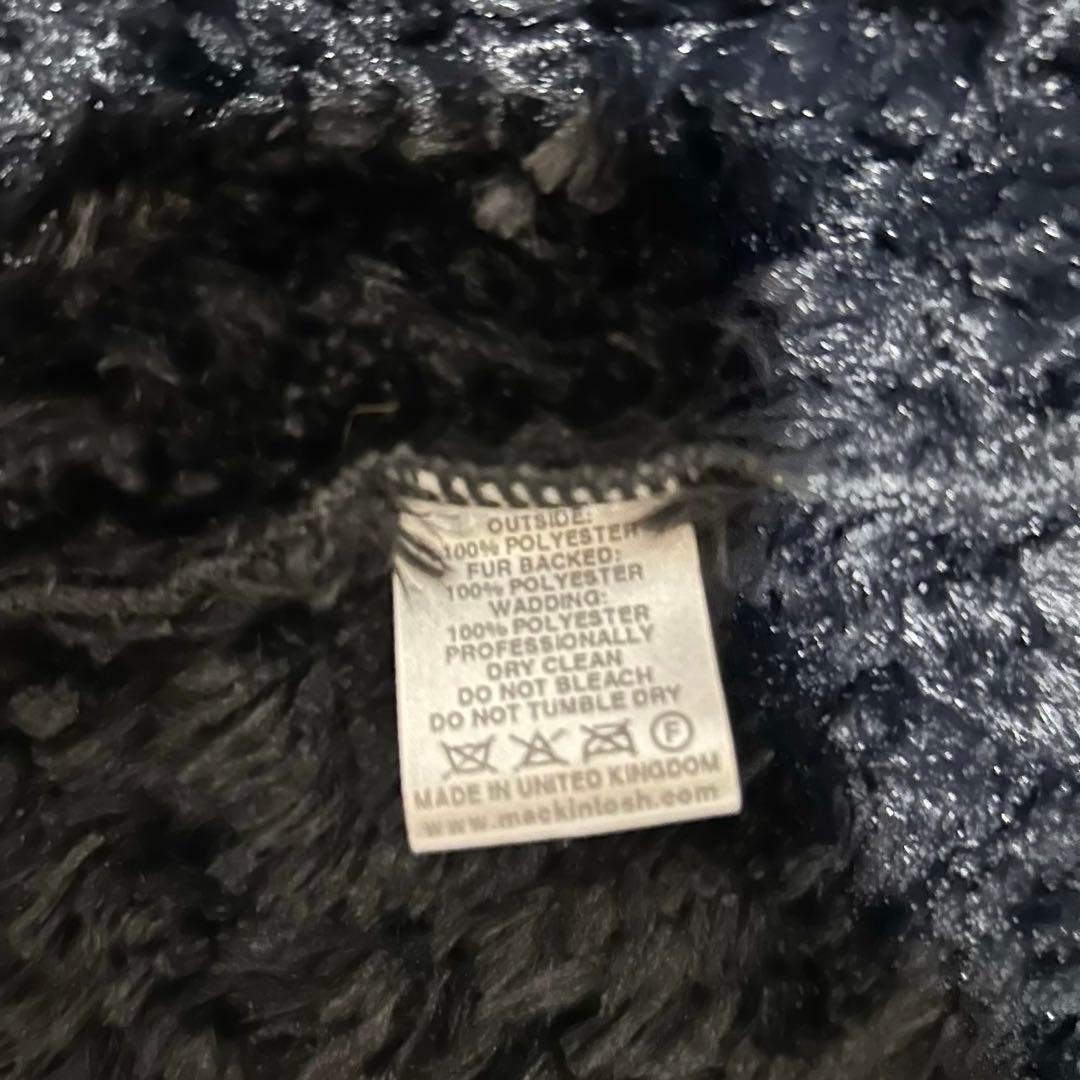 OUTSIDE:
100% POLYESTER
FUR BACKED:
100% POLYESTER
WADDING:
100% POLYESTER
PROFESSIONALLY
DRY CLEAN
DO NOT BLEACH
DO NOT TUMBLE DRY
F
MADE IN UNITED KINGDOM
www.mackintosh.com